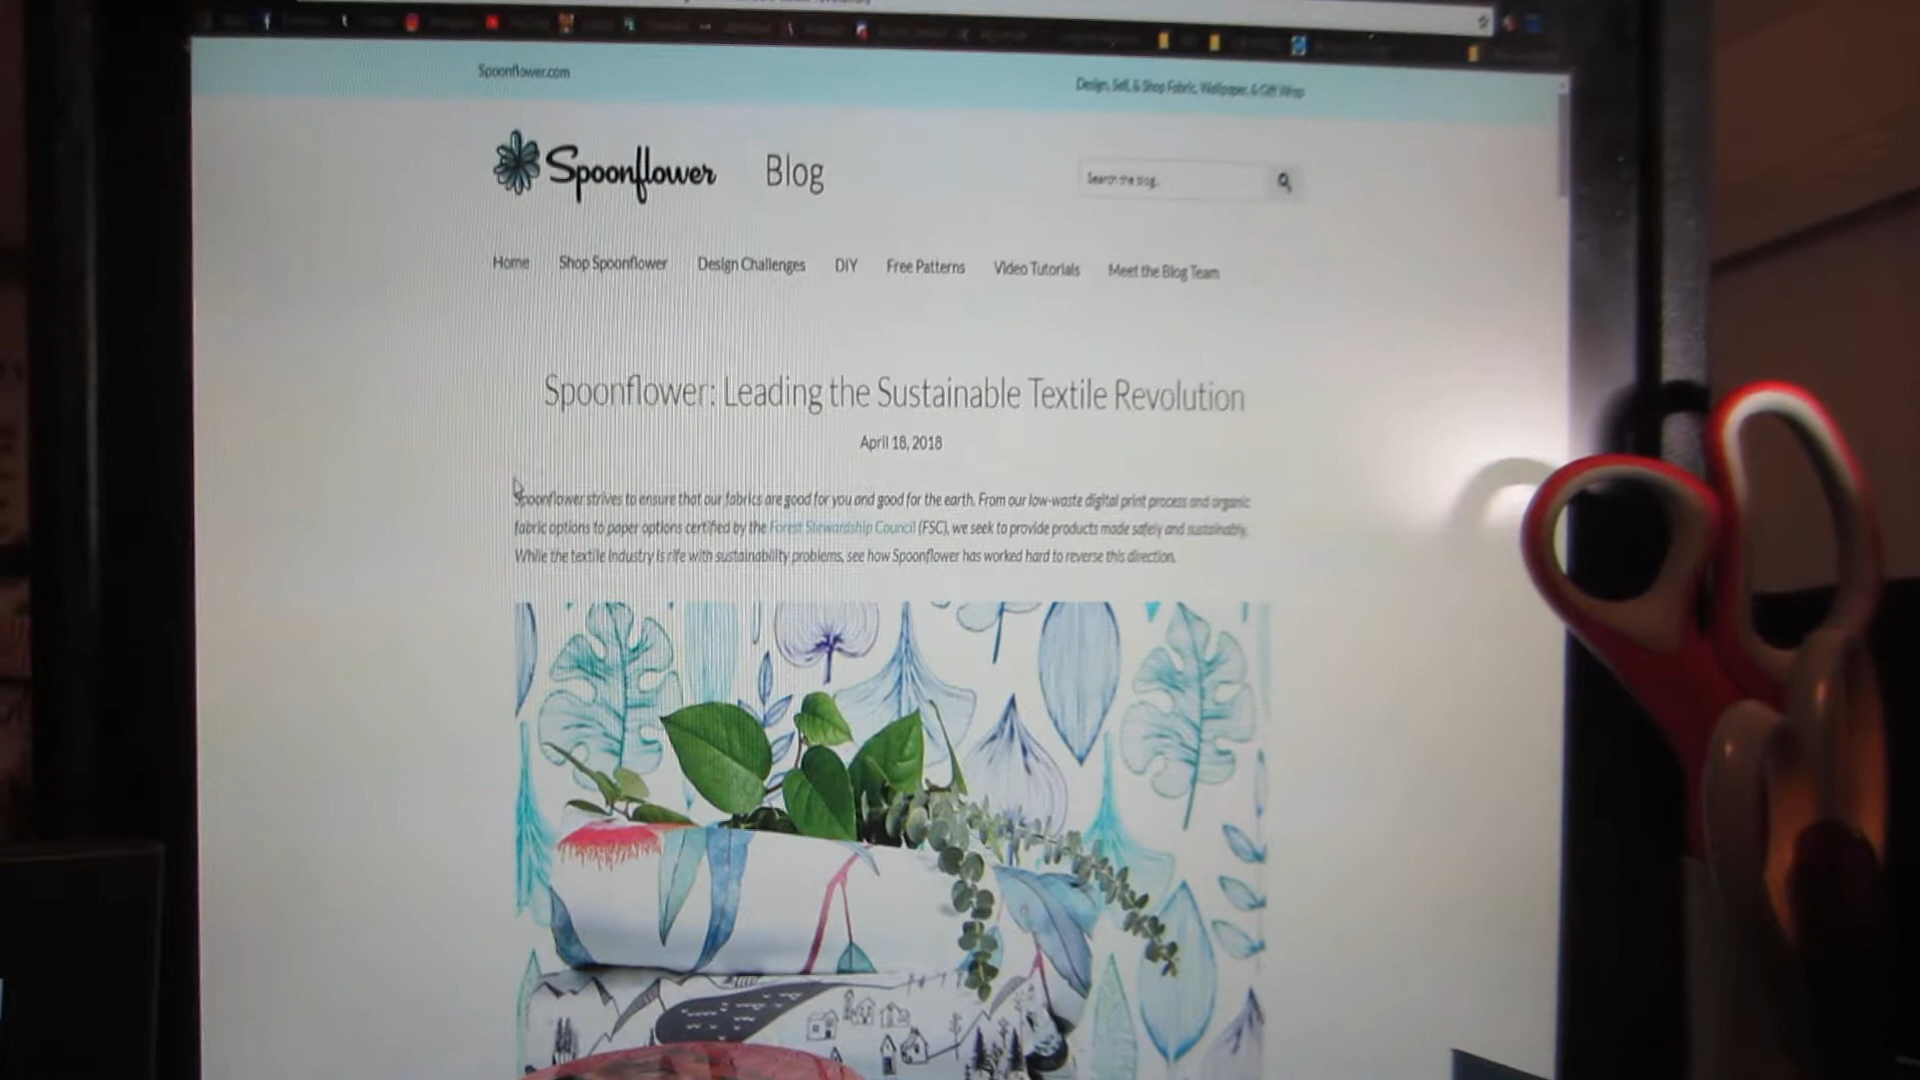 Spoonflower.com
Design, Sell, & Shop Fabric, Wallpaper, & Gift Wrap
Spoonflower Blog
Search the blog..
Home Shop Spoonflower Design Challenges DIY Free Patterns Video Tutorials Meet the Blog Team
Spoonflower: Leading the Sustainable Textile Revolution
April 18, 2018
Spoonflower strives to ensure that our fabrics are good for you and good for the earth. From our low-waste digital print process and organic
fabric options to paper options certified by the Forest Stewardship Council (FSC), we seek to provide products made safely and sustainably.
While the textile industry is rife with sustainability problems, see how Spoonflower has worked hard to reverse this direction.